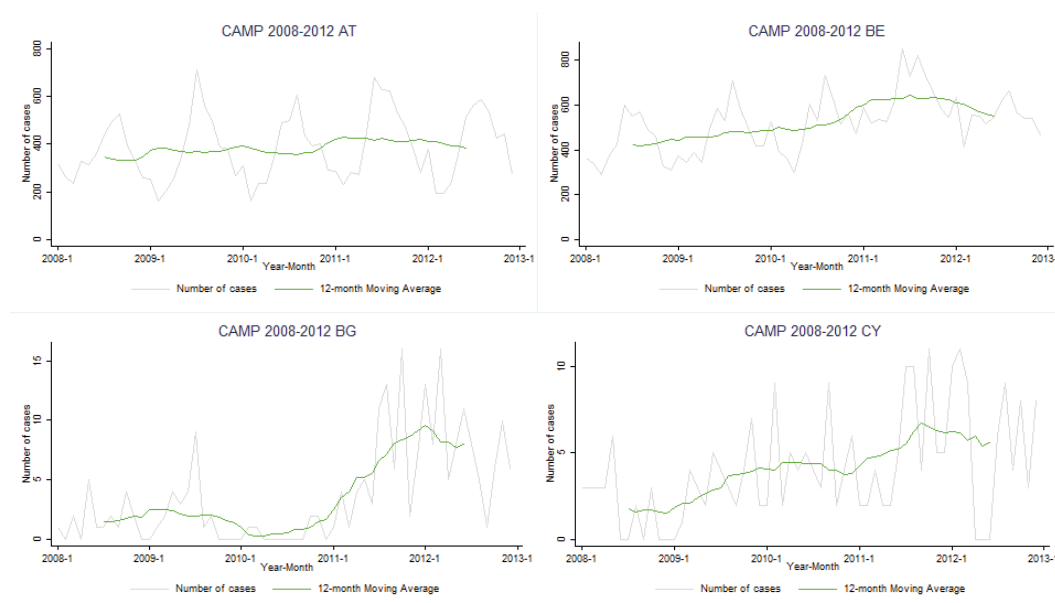 CAMP 2008-2012 AT
Number of cases
800
600
400
200
0
2008-1 2009-1 2010-1 2011-1 2012-1 2013-1
Year-Month
Number of cases 12-month Moving Average
CAMP 2008-2012 BE
Number of cases
800
600
400
200
0
2008-1 2009-1 2010-1 2011-1 2012-1 2013-
Year-Month
Number of cases 12-month Moving Average
CAMP 2008-2012 BG
Number of cases
15
10
5
0
2008-1 2009-1 2010-1 2011-1 2012-1 2013-1
Year-Month
Number of cases 12-month Moving Average
CAMP 2008-2012 CY
Number of cases
10
5
0
2008-1 2009-1 2010-1 2011-1 2012-1 2013-1
Year-Month
Number of cases 12-month Moving Average